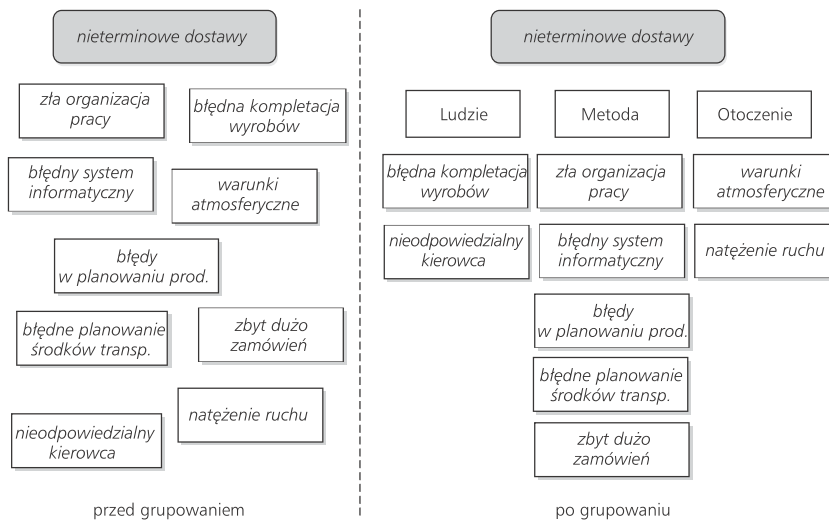 nieterminowe dostawy
zła organizacja
pracy
błędna kompletacja
wyrobów
błędny system
informatyczny
warunki
atmosferyczne
błędy
w planowaniu prod.
błędne planowanie
środków transp.
zbyt dużo
zamówień
natężenie ruchu
nieodpowiedzialny
kierowca
przed grupowaniem
nieterminowe dostawy
Ludzie
Metoda
Otoczenie
błędna kompletacja
wyrobów
zła organizacja
pracy
warunki
atmosferyczne
nieodpowiedzialny
kierowca
błędny system
informatyczny
natężenie ruchu
błędy
w planowaniu prod.
błędne planowanie
środków transp.
zbyt dużo
zamówień
po grupowaniu